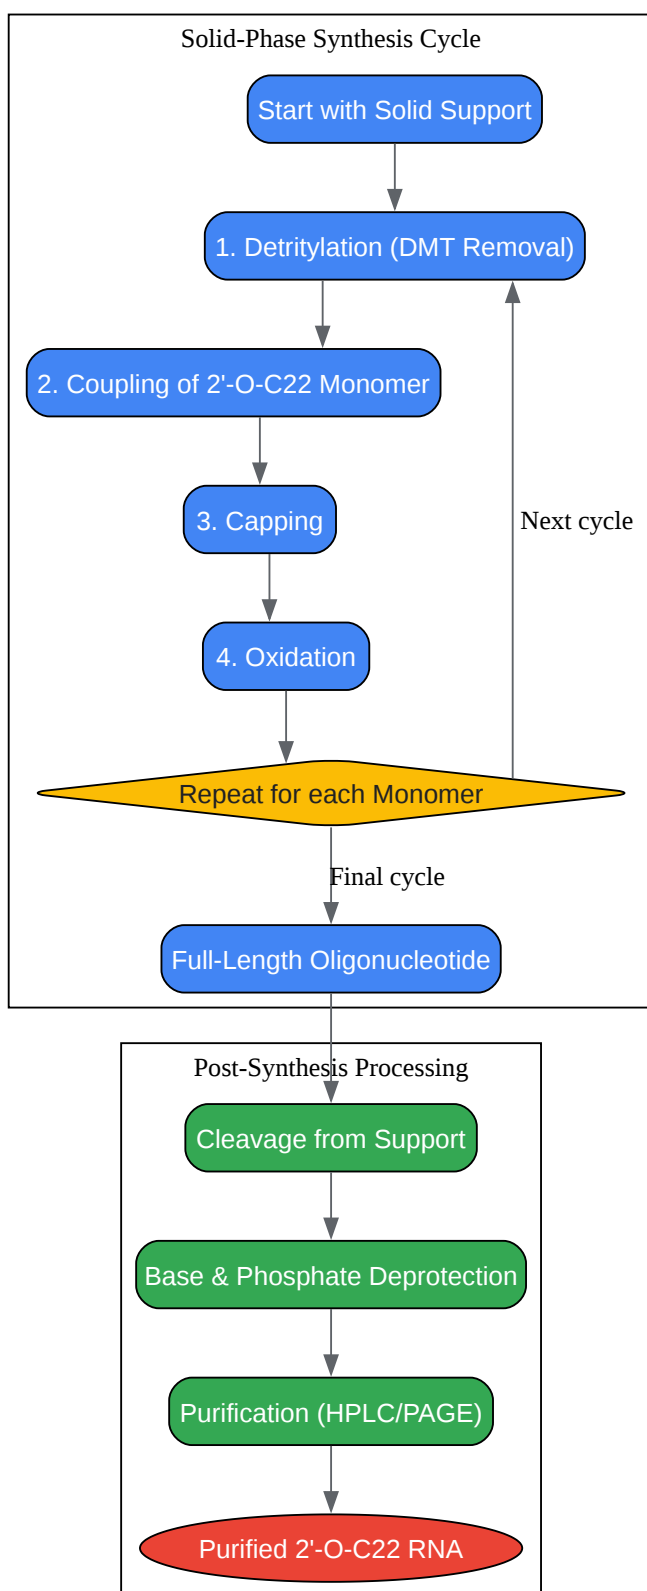 Solid-Phase Synthesis Cycle
Start with Solid Support
1. Detritylation (DMT Removal)
2. Coupling of 2'-O-C22 Monomer
3. Capping
Next cycle
4. Oxidation
Repeat for each Monomer
Final cycle
Full-Length Oligonucleotide
Post-Synthesis Processing
Cleavage from Support
Base & Phosphate Deprotection
Purification (HPLC/PAGE)
Purified 2'-O-C22 RNA